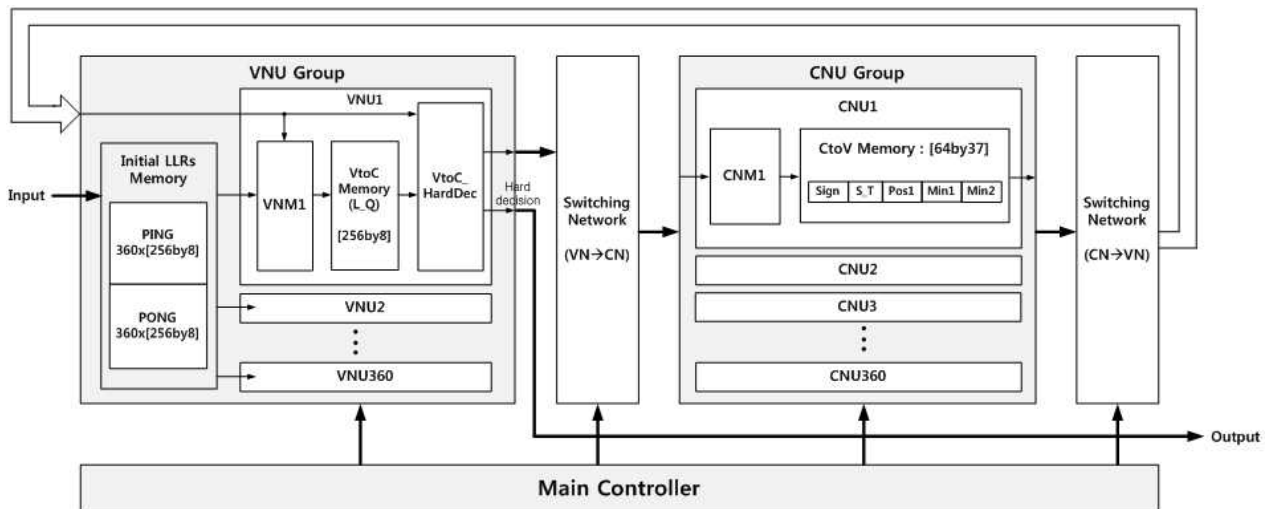 VNU Group
CNU Group
VNU1
CNU1
Input
Initial LLRs
Memory
PING
360x[256by8]
PONG
360x[256by8]
VNM1
VtoC
Memory
(L_Q)
[256by8]
VtoC_
HardDec
Hard
decision
Switching
Network
(VN→CN)
CNM1
CtoV Memory : [64by37]
Sign S_T Pos1 Min1 Min2
Switching
Network
(CN→VN)
VNU2
VNU360
CNU2
CNU3
CNU360
Output
Main Controller